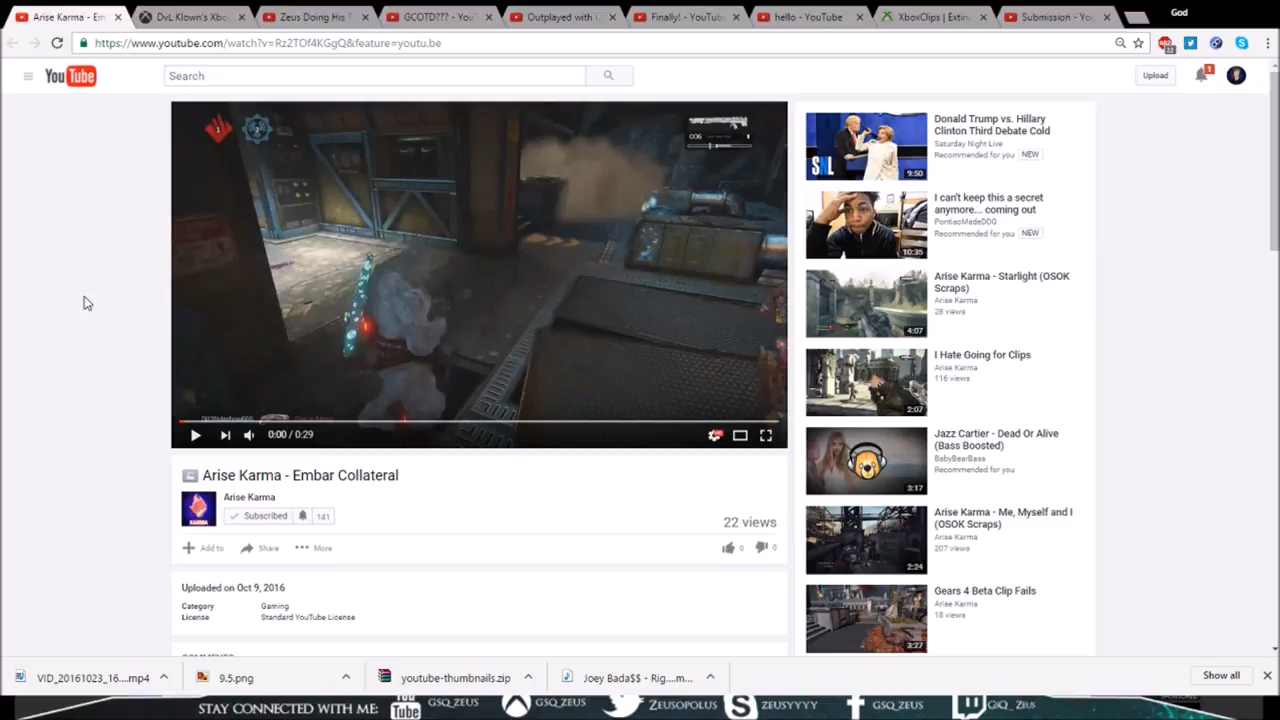 God
Arise Karma - Em
DvL Klown's Xbo
Zeus Doing His T
GCOTD??? - YouT
Outplayed with C
Finally! - YouTube
hello - YouTube
XboxClips | Extin
Submission - You
https://www.youtube.com/watch?v=Rz2TOf4KGgQ&feature=youtu.be
22
YouTube
Search
Upload
1
006
0:00 / 0:29
HD
Arise Karma - Embar Collateral
Arise Karma
Subscribed 141
22 views
Add to Share More
0 0
Uploaded on Oct 9, 2016
Category Gaming
License Standard YouTube License
COMMENTS
Donald Trump vs. Hillary
Clinton Third Debate Cold
Saturday Night Live
Recommended for you NEW
SNL
9:50
I can't keep this a secret
anymore... coming out
PontiacMadeDDG
Recommended for you NEW
10:35
Arise Karma - Starlight (OSOK
Scraps)
Arise Karma
28 views
4:07
I Hate Going for Clips
Arise Karma
116 views
2:07
Jazz Cartier - Dead Or Alive
(Bass Boosted)
BabyBearBass
Recommended for you
3:17
Arise Karma - Me, Myself and I
(OSOK Scraps)
Arise Karma
207 views
2:24
Gears 4 Beta Clip Fails
Arise Karma
18 views
3:27
VID_20161023_16....mp4
9.5.png
youtube-thumbnails.zip
Joey Bada$$ - Rig....m...
Show all
STAY CONNECTED WITH ME:
You Tube
GSQ_ZEUS
GSQ_ZEUS
ZEUSOPOLUS
ZEUSYYYY
GSQ_ZEUS
GSQ_ZEUS